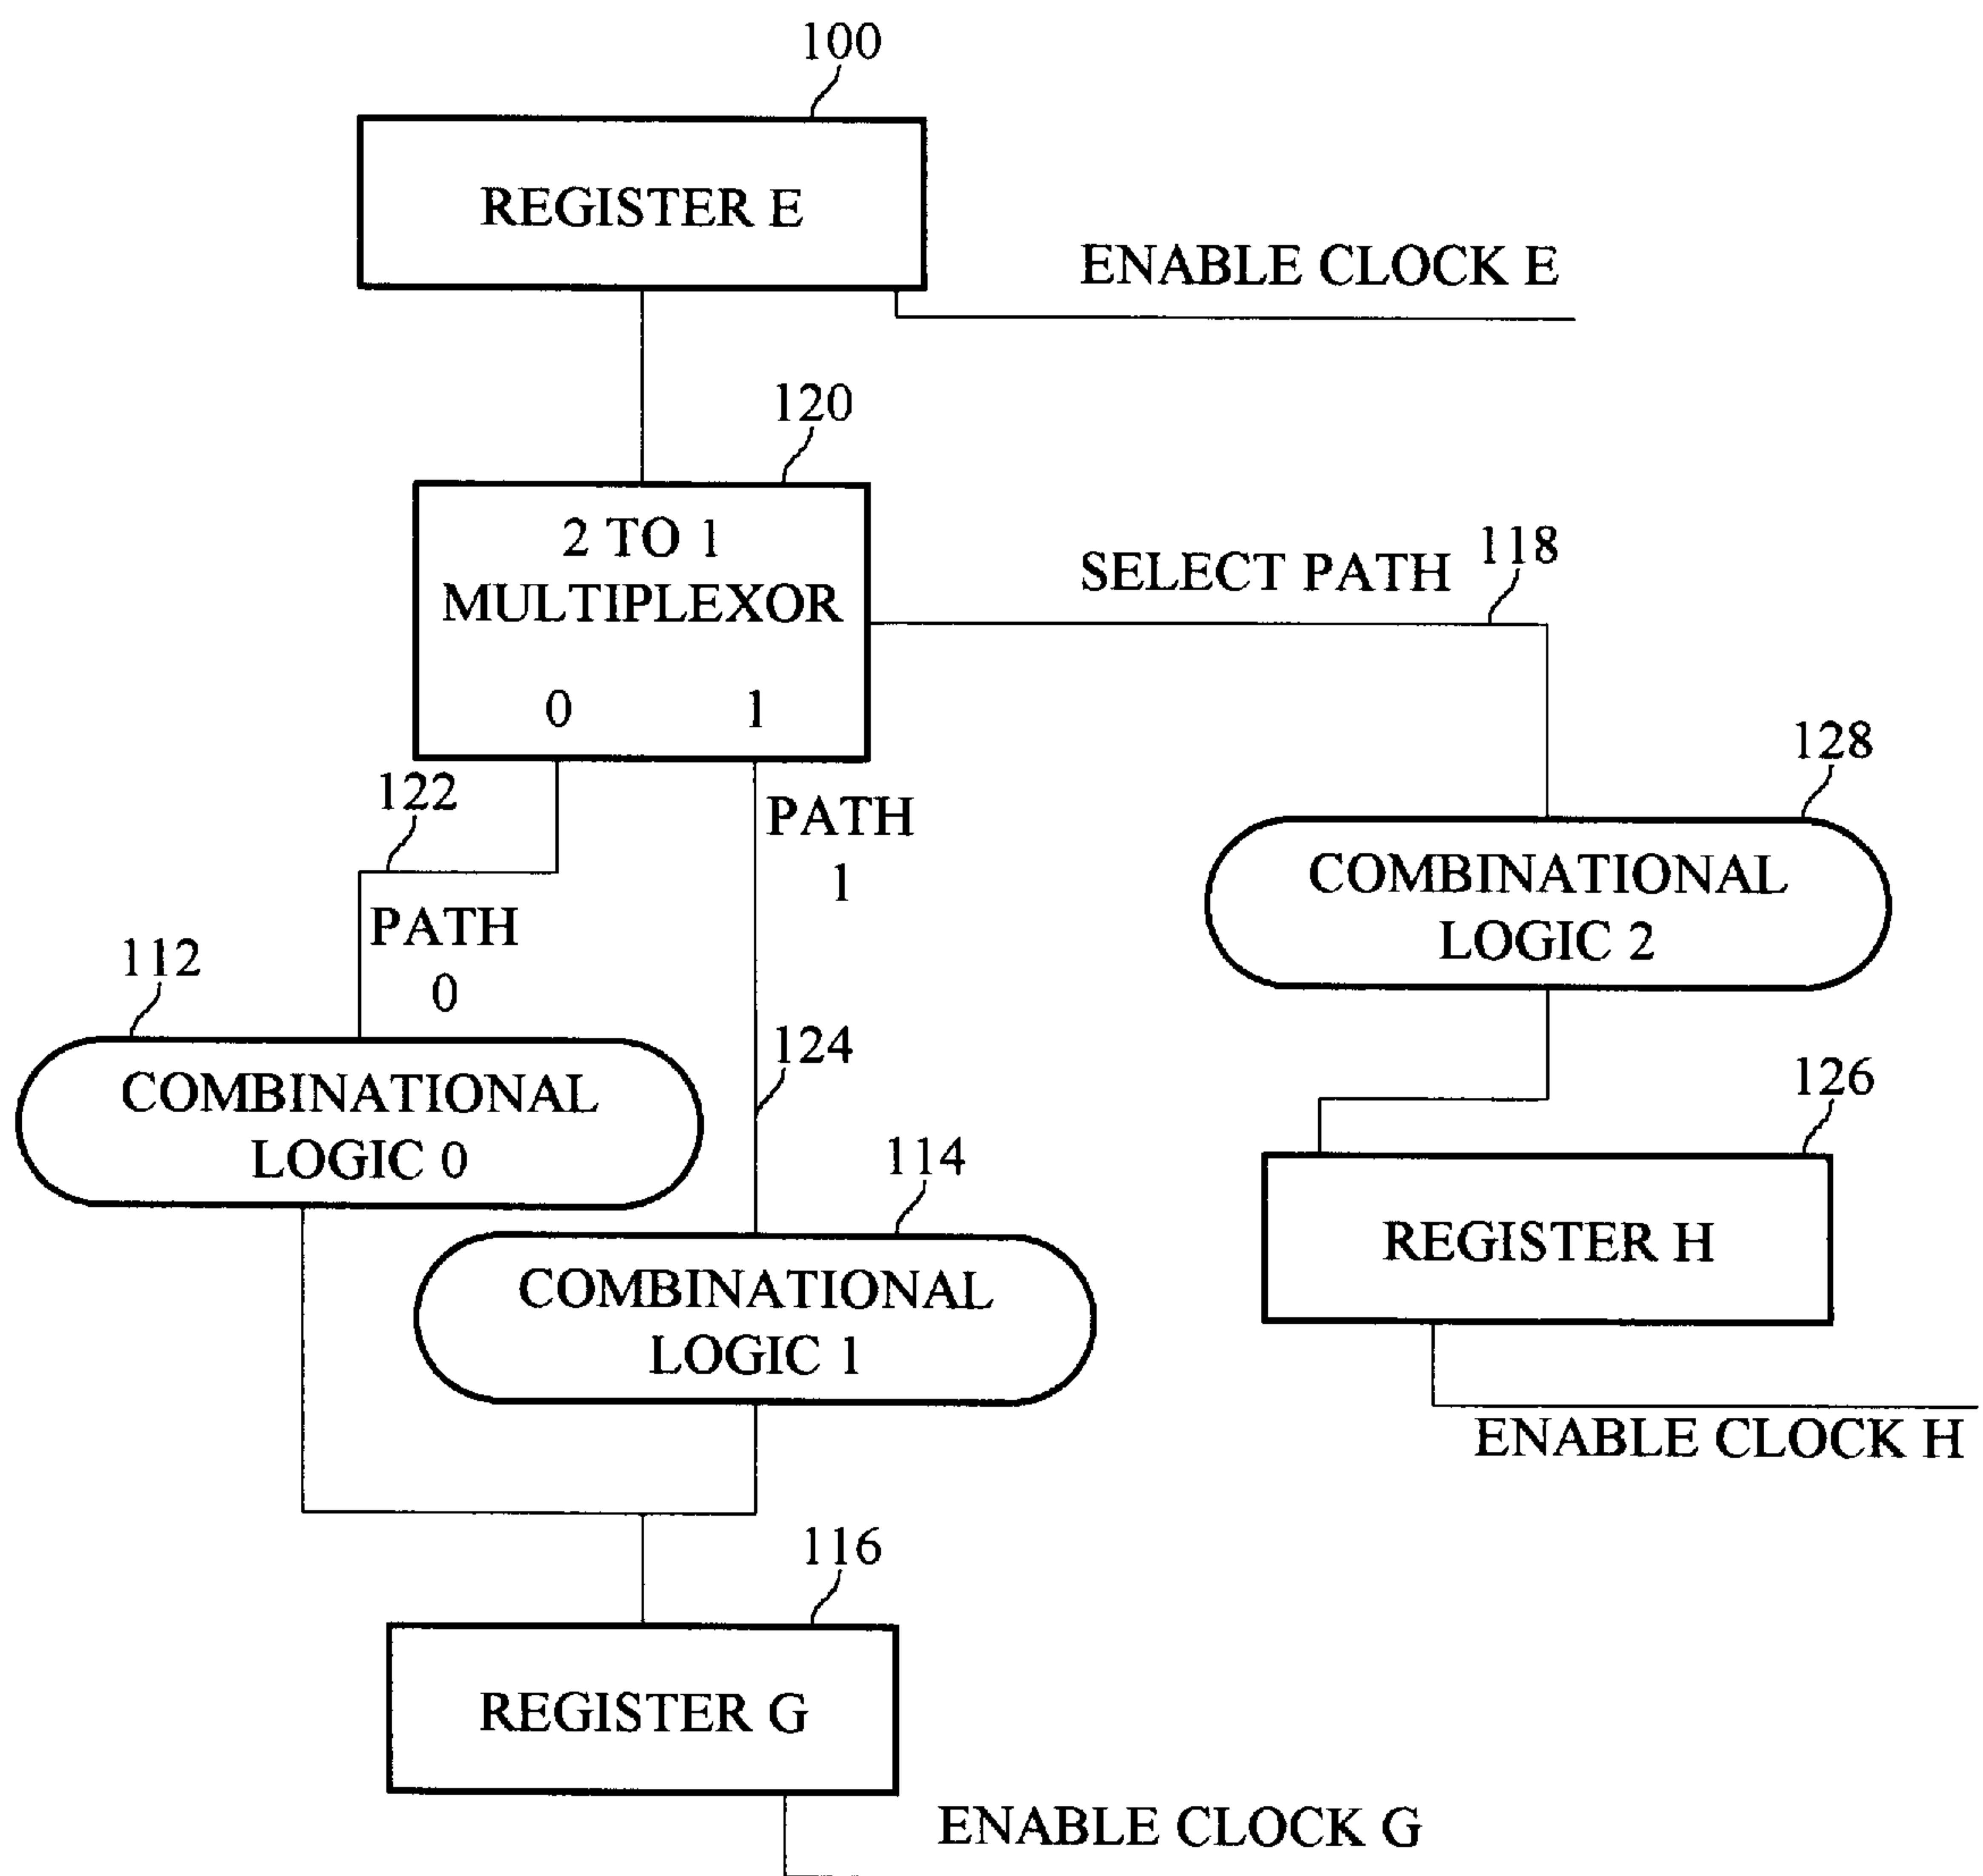 100
REGISTER E
ENABLE CLOCK E
120
2 TO 1
MULTIPLEXOR
0 1
SELECT PATH 118
122
PATH
1
128
COMBINATIONAL
LOGIC 2
PATH
0
112
124
COMBINATIONAL
LOGIC 0
126
114
REGISTER H
COMBINATIONAL
LOGIC 1
ENABLE CLOCK H
116
REGISTER G
ENABLE CLOCK G